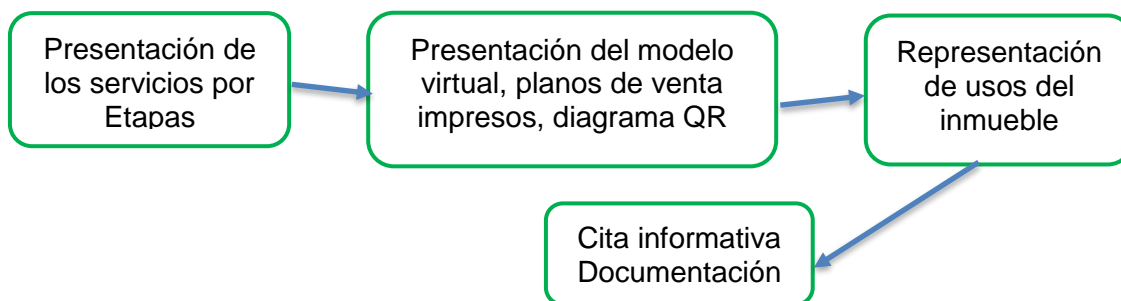 Presentación de
los servicios por
Etapas
Presentación del modelo
virtual, planos de venta
impresos, diagrama QR
Representación
de usos del
inmueble
Cita informativa
Documentación